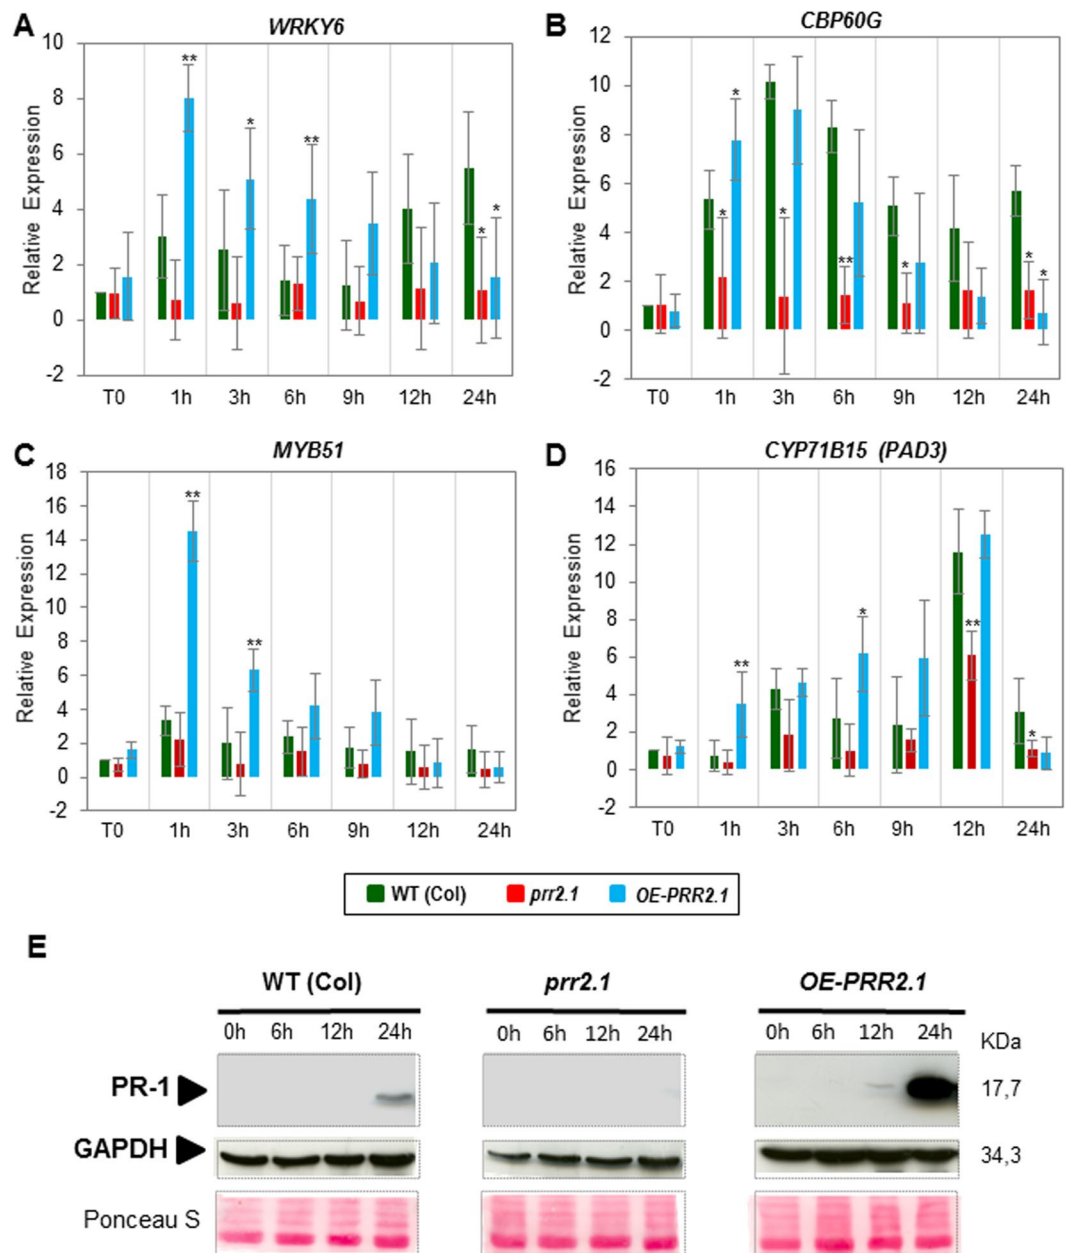 A
WRKY6
Relative Expression
10
**
8
6
*
**
4
*
*
2
0
-2
T0 1h 3h 6h 9h 12h 24h
B
CBP60G
Relative Expression
12
10
*
8
6
*
*
4
**
*
*
*
2
0
-2
T0 1h 3h 6h 9h 12h 24h
C
MYB51
Relative Expression
18
**
16
14
12
10
8
**
6
4
2
0
-2
T0 1h 3h 6h 9h 12h 24h
D
CYP71B15 (PAD3)
Relative Expression
16
14
12
10
8
*
**
6
**
4
2
*
0
-2
T0 1h 3h 6h 9h 12h 24h
WT (Col) prr2.1 OE-PRR2.1
E
WT (Col) prr2.1 OE-PRR2.1
0h 6h 12h 24h 0h 6h 12h 24h 0h 6h 12h 24h
KDa
PR-1 17,7
GAPDH 34,3
Ponceau S